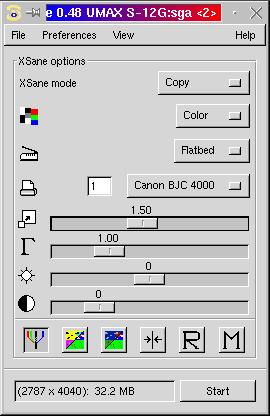 e 0.48 UMAX S-12G:sga <2>
File Preferences View Help
XSane options
XSane mode Copy
Color
Flatbed
1 Canon BJC 4000
1.50
1.00
0
0
R M
(2787 x 4040): 32.2 MB Start